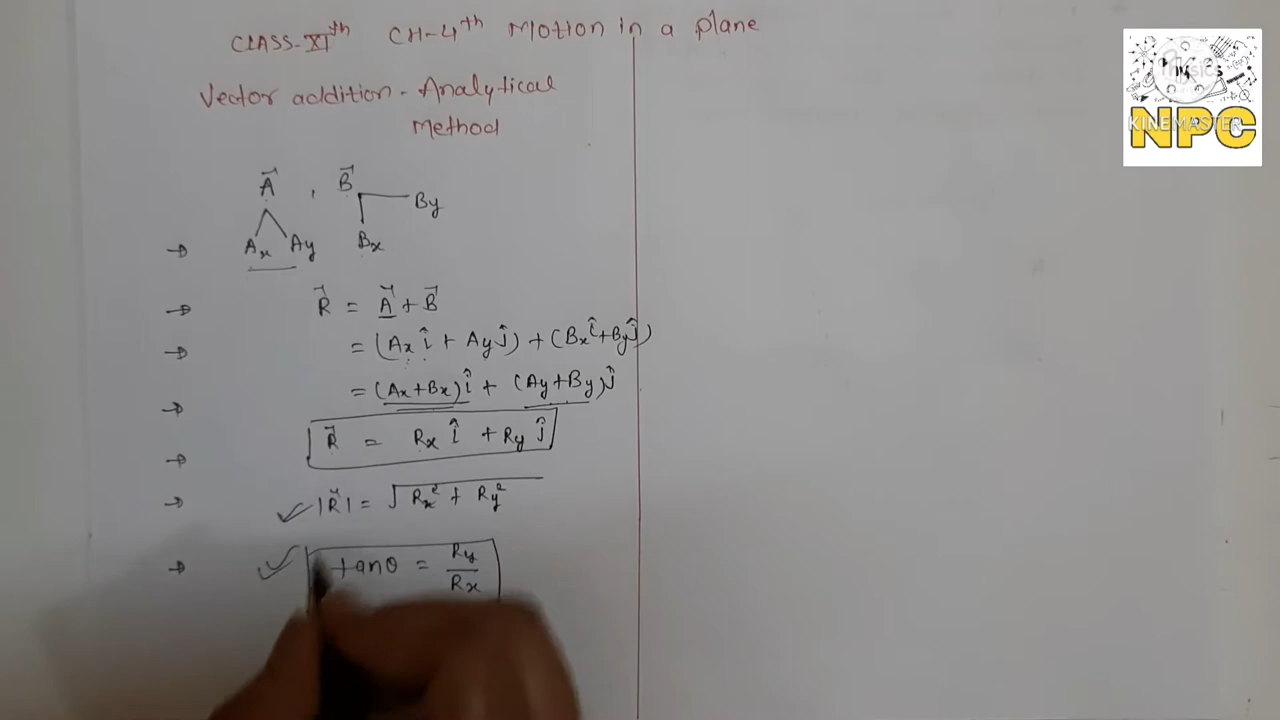 CLASS-XIth CH-4th Motion in a plane
Vector addition - Analytical
Method
A⃗ , B⃗
By
→ Ax Ay Bx
→ R⃗ = A⃗ + B⃗
→ = (Ax î + Ay ĵ) + (Bx î + By ĵ)
→ = (Ax+Bx) î + (Ay+By) ĵ
→ R⃗ = Rx î + Ry ĵ
→ ✓ |R⃗| = √(Rx² + Ry²)
→ ✓ tanθ = Ry/Rx
Physics
KINEMASTER
NPC